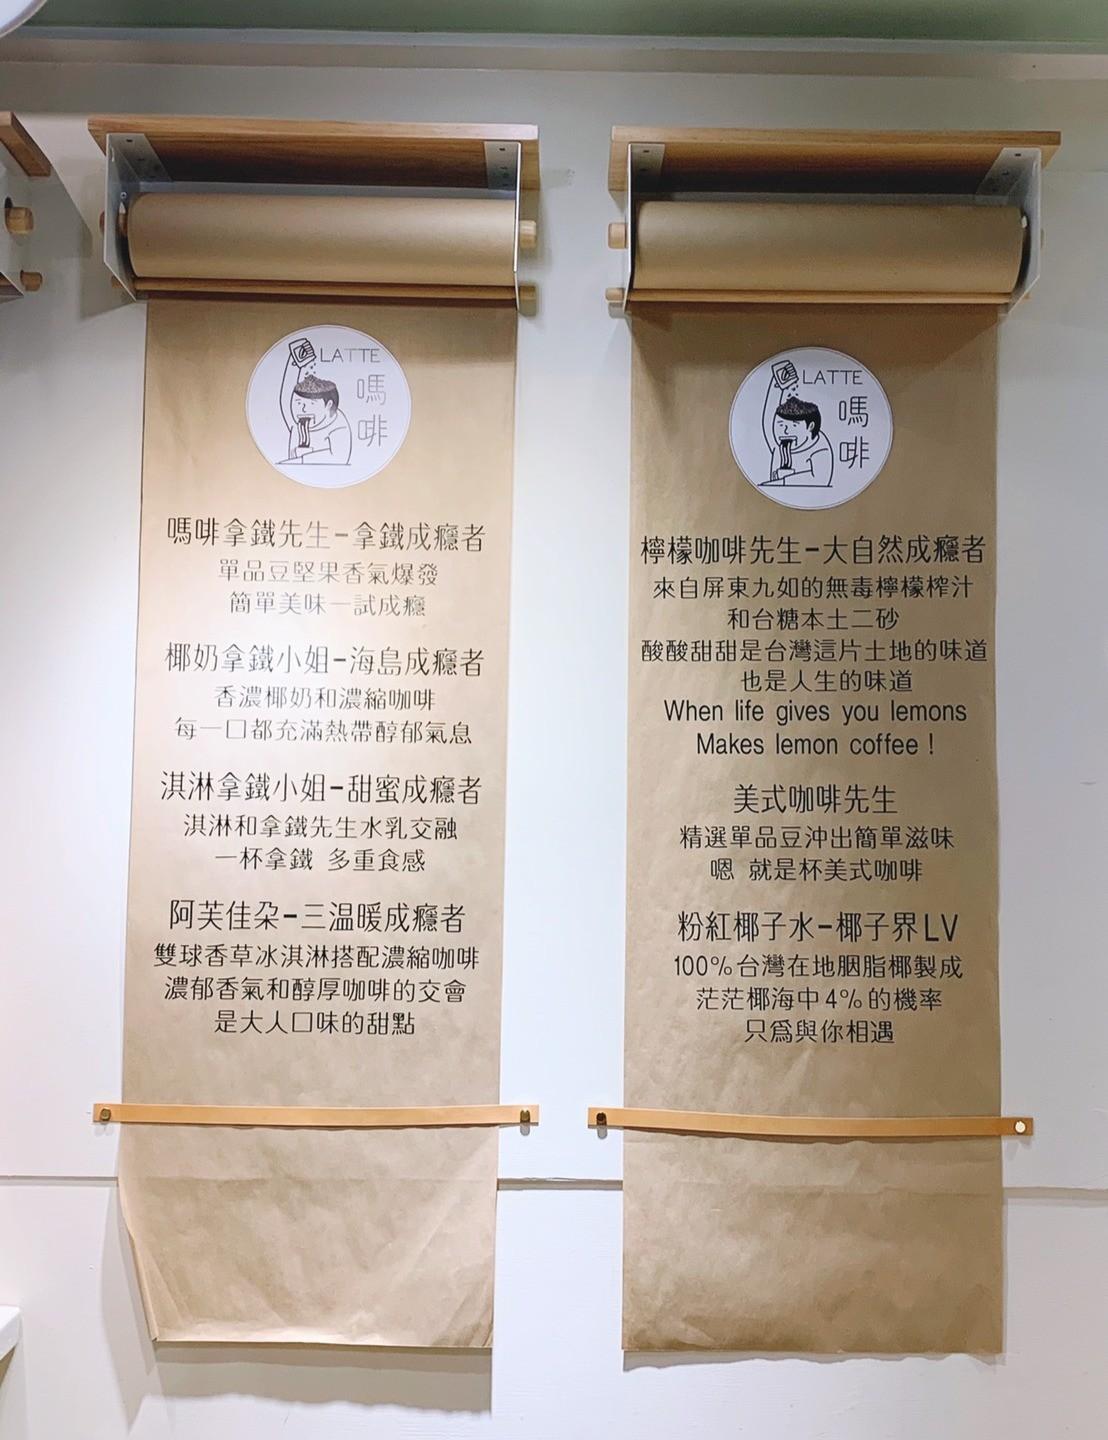 LATTE
嗎
啡
嗎啡拿鐵先生-拿鐵成癮者
單品豆堅果香氣爆發
簡單美味一試成癮
椰奶拿鐵小姐-海島成癮者
香濃椰奶和濃縮咖啡
每一口都充滿熱帶醇郁氣息
淇淋拿鐵小姐-甜蜜成癮者
淇淋和拿鐵先生水乳交融
一杯拿鐵 多重食感
阿芙佳朵-三温暖成癮者
雙球香草冰淇淋搭配濃縮咖啡
濃郁香氣和醇厚咖啡的交會
是大人口味的甜點
LATTE
嗎
啡
檸檬咖啡先生-大自然成癮者
來自屏東九如的無毒檸檬榨汁
和台糖本土二砂
酸酸甜甜是台灣這片土地的味道
也是人生的味道
When life gives you lemons
Makes lemon coffee !
美式咖啡先生
精選單品豆沖出簡單滋味
嗯 就是杯美式咖啡
粉紅椰子水-椰子界LV
100%台灣在地胭脂椰製成
茫茫椰海中4%的機率
只為與你相遇